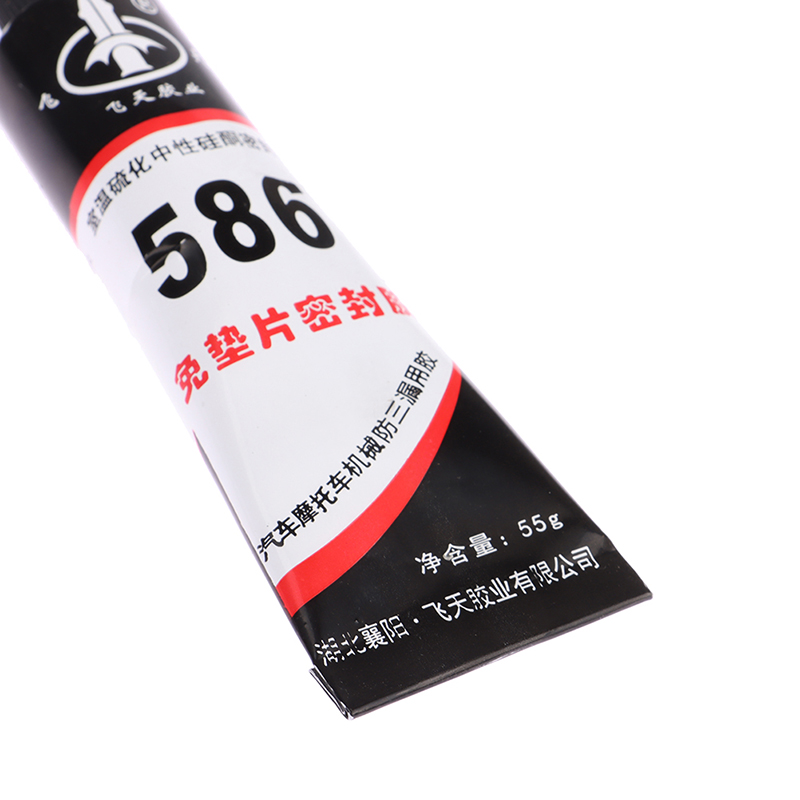 飞天胶业
室温硫化中性硅酮密
586
免垫片密封胶
汽车摩托车机械防三漏用胶
净含量：55g
湖北襄阳·飞天胶业有限公司